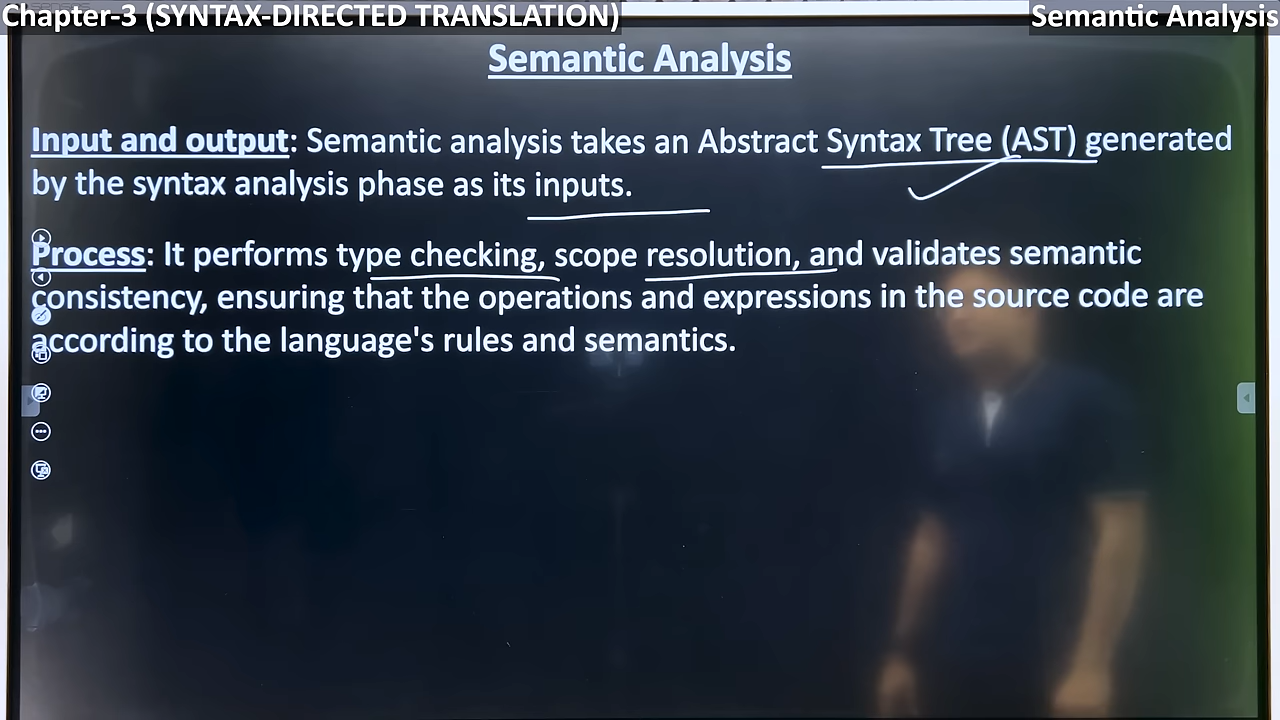 Chapter-3 (SYNTAX-DIRECTED TRANSLATION)
Semantic Analysis
Semantic Analysis
Input and output: Semantic analysis takes an Abstract Syntax Tree (AST) generated
by the syntax analysis phase as its inputs.
Process: It performs type checking, scope resolution, and validates semantic
consistency, ensuring that the operations and expressions in the source code are
according to the language's rules and semantics.